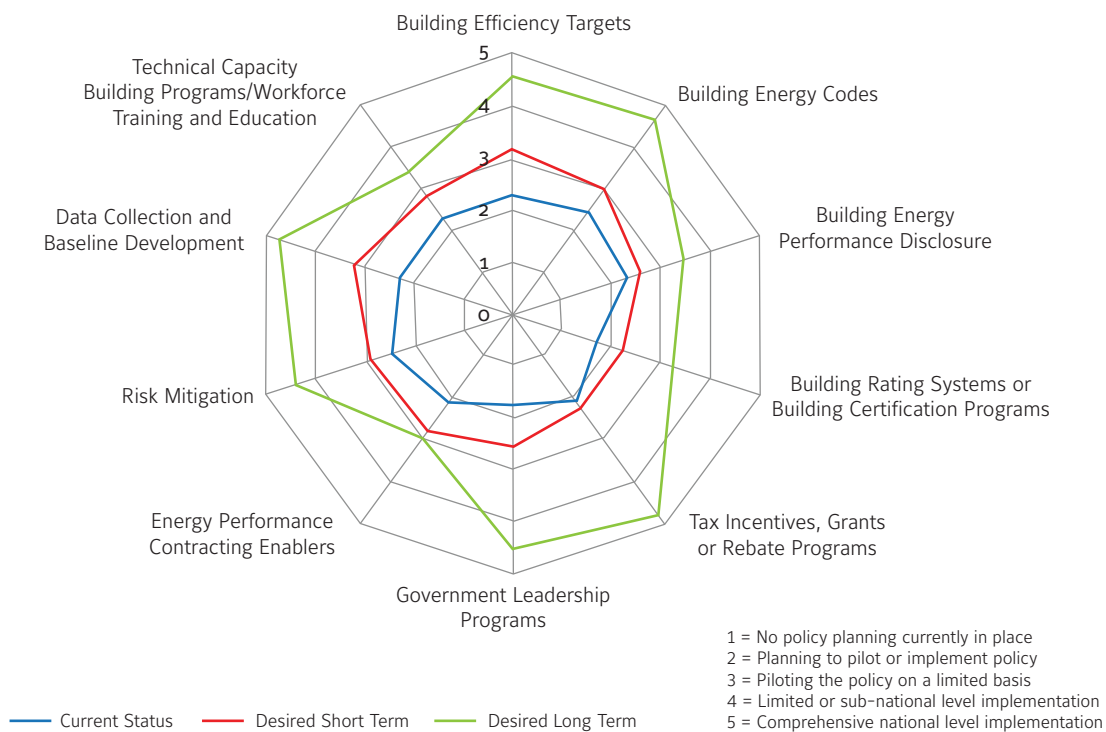 Building Efficiency Targets
5
4
3
2
1
0
Technical Capacity
Building Programs/Workforce
Training and Education
Building Energy Codes
Data Collection and
Baseline Development
Building Energy
Performance Disclosure
Risk Mitigation
Building Rating Systems or
Building Certification Programs
Energy Performance
Contracting Enablers
Tax Incentives, Grants
or Rebate Programs
Government Leadership
Programs
1 = No policy planning currently in place
2 = Planning to pilot or implement policy
3 = Piloting the policy on a limited basis
4 = Limited or sub-national level implementation
5 = Comprehensive national level implementation
Current Status
Desired Short Term
Desired Long Term